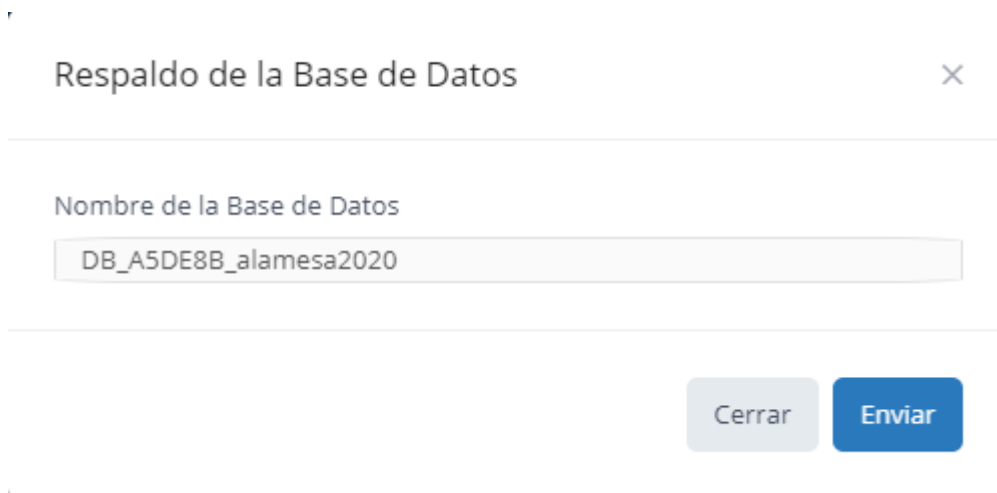 Respaldo de la Base de Datos
Nombre de la Base de Datos
DB_A5DE8B_alamesa2020
Cerrar
Enviar